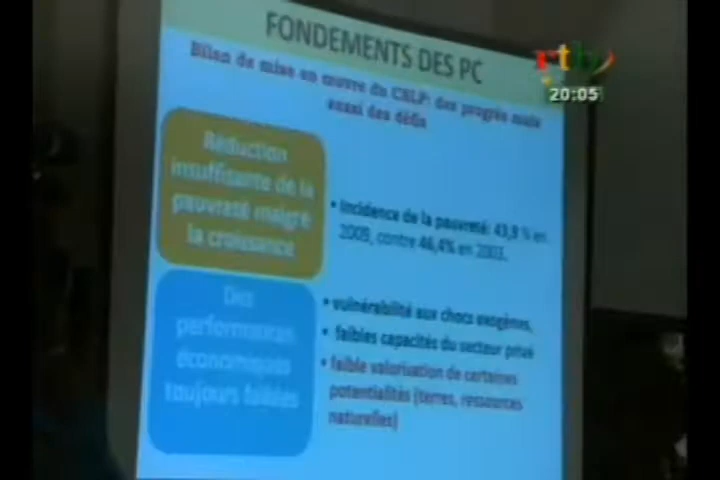 FONDEMENTS DES PC
rtb
Bilan de mise en œuvre du CSLP: des progrès mais
20:05
aussi des défis
Réduction
insuffisante de la
pauvreté malgré
la croissance
• Incidence de la pauvreté: 43,9 % en
2009, contre 46,4% en 2003.
Des
performances
économiques
toujours faibles
• vulnérabilité aux chocs exogènes,
• faibles capacités du secteur privé
• faible valorisation de certaines
potentialités (terres, ressources
naturelles)